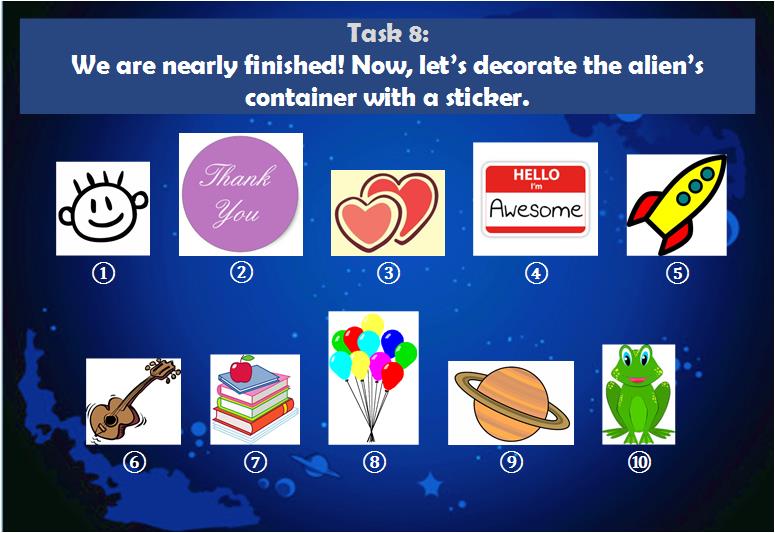 Task 8:
We are nearly finished! Now, let's decorate the alien's
container with a sticker.
Thank
You
HELLO
I'm
Awesome
① ② ③ ④ ⑤
⑥ ⑦ ⑧ ⑨ ⑩